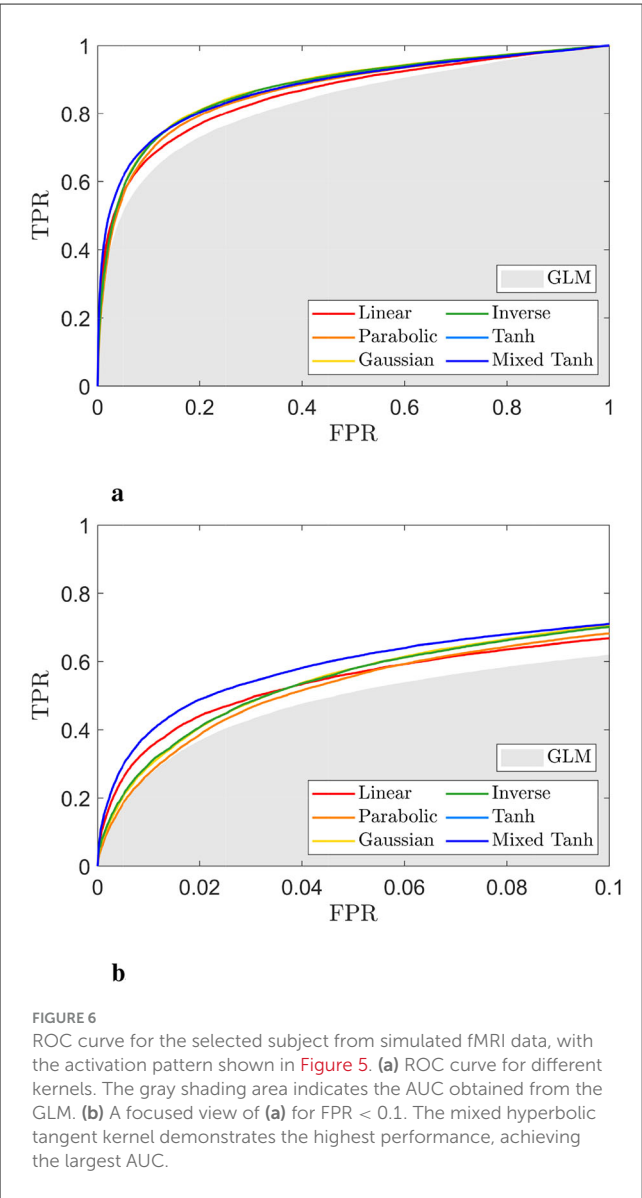 1
0.8
0.6
0.4
0.2
0
TPR
GLM
Linear Inverse
Parabolic Tanh
Gaussian Mixed Tanh
0 0.2 0.4 0.6 0.8 1
FPR
a
1
0.8
0.6
0.4
0.2
0
TPR
GLM
Linear Inverse
Parabolic Tanh
Gaussian Mixed Tanh
0 0.02 0.04 0.06 0.08 0.1
FPR
b
FIGURE 6
ROC curve for the selected subject from simulated fMRI data, with
the activation pattern shown in Figure 5. (a) ROC curve for different
kernels. The gray shading area indicates the AUC obtained from the
GLM. (b) A focused view of (a) for FPR < 0.1. The mixed hyperbolic
tangent kernel demonstrates the highest performance, achieving
the largest AUC.